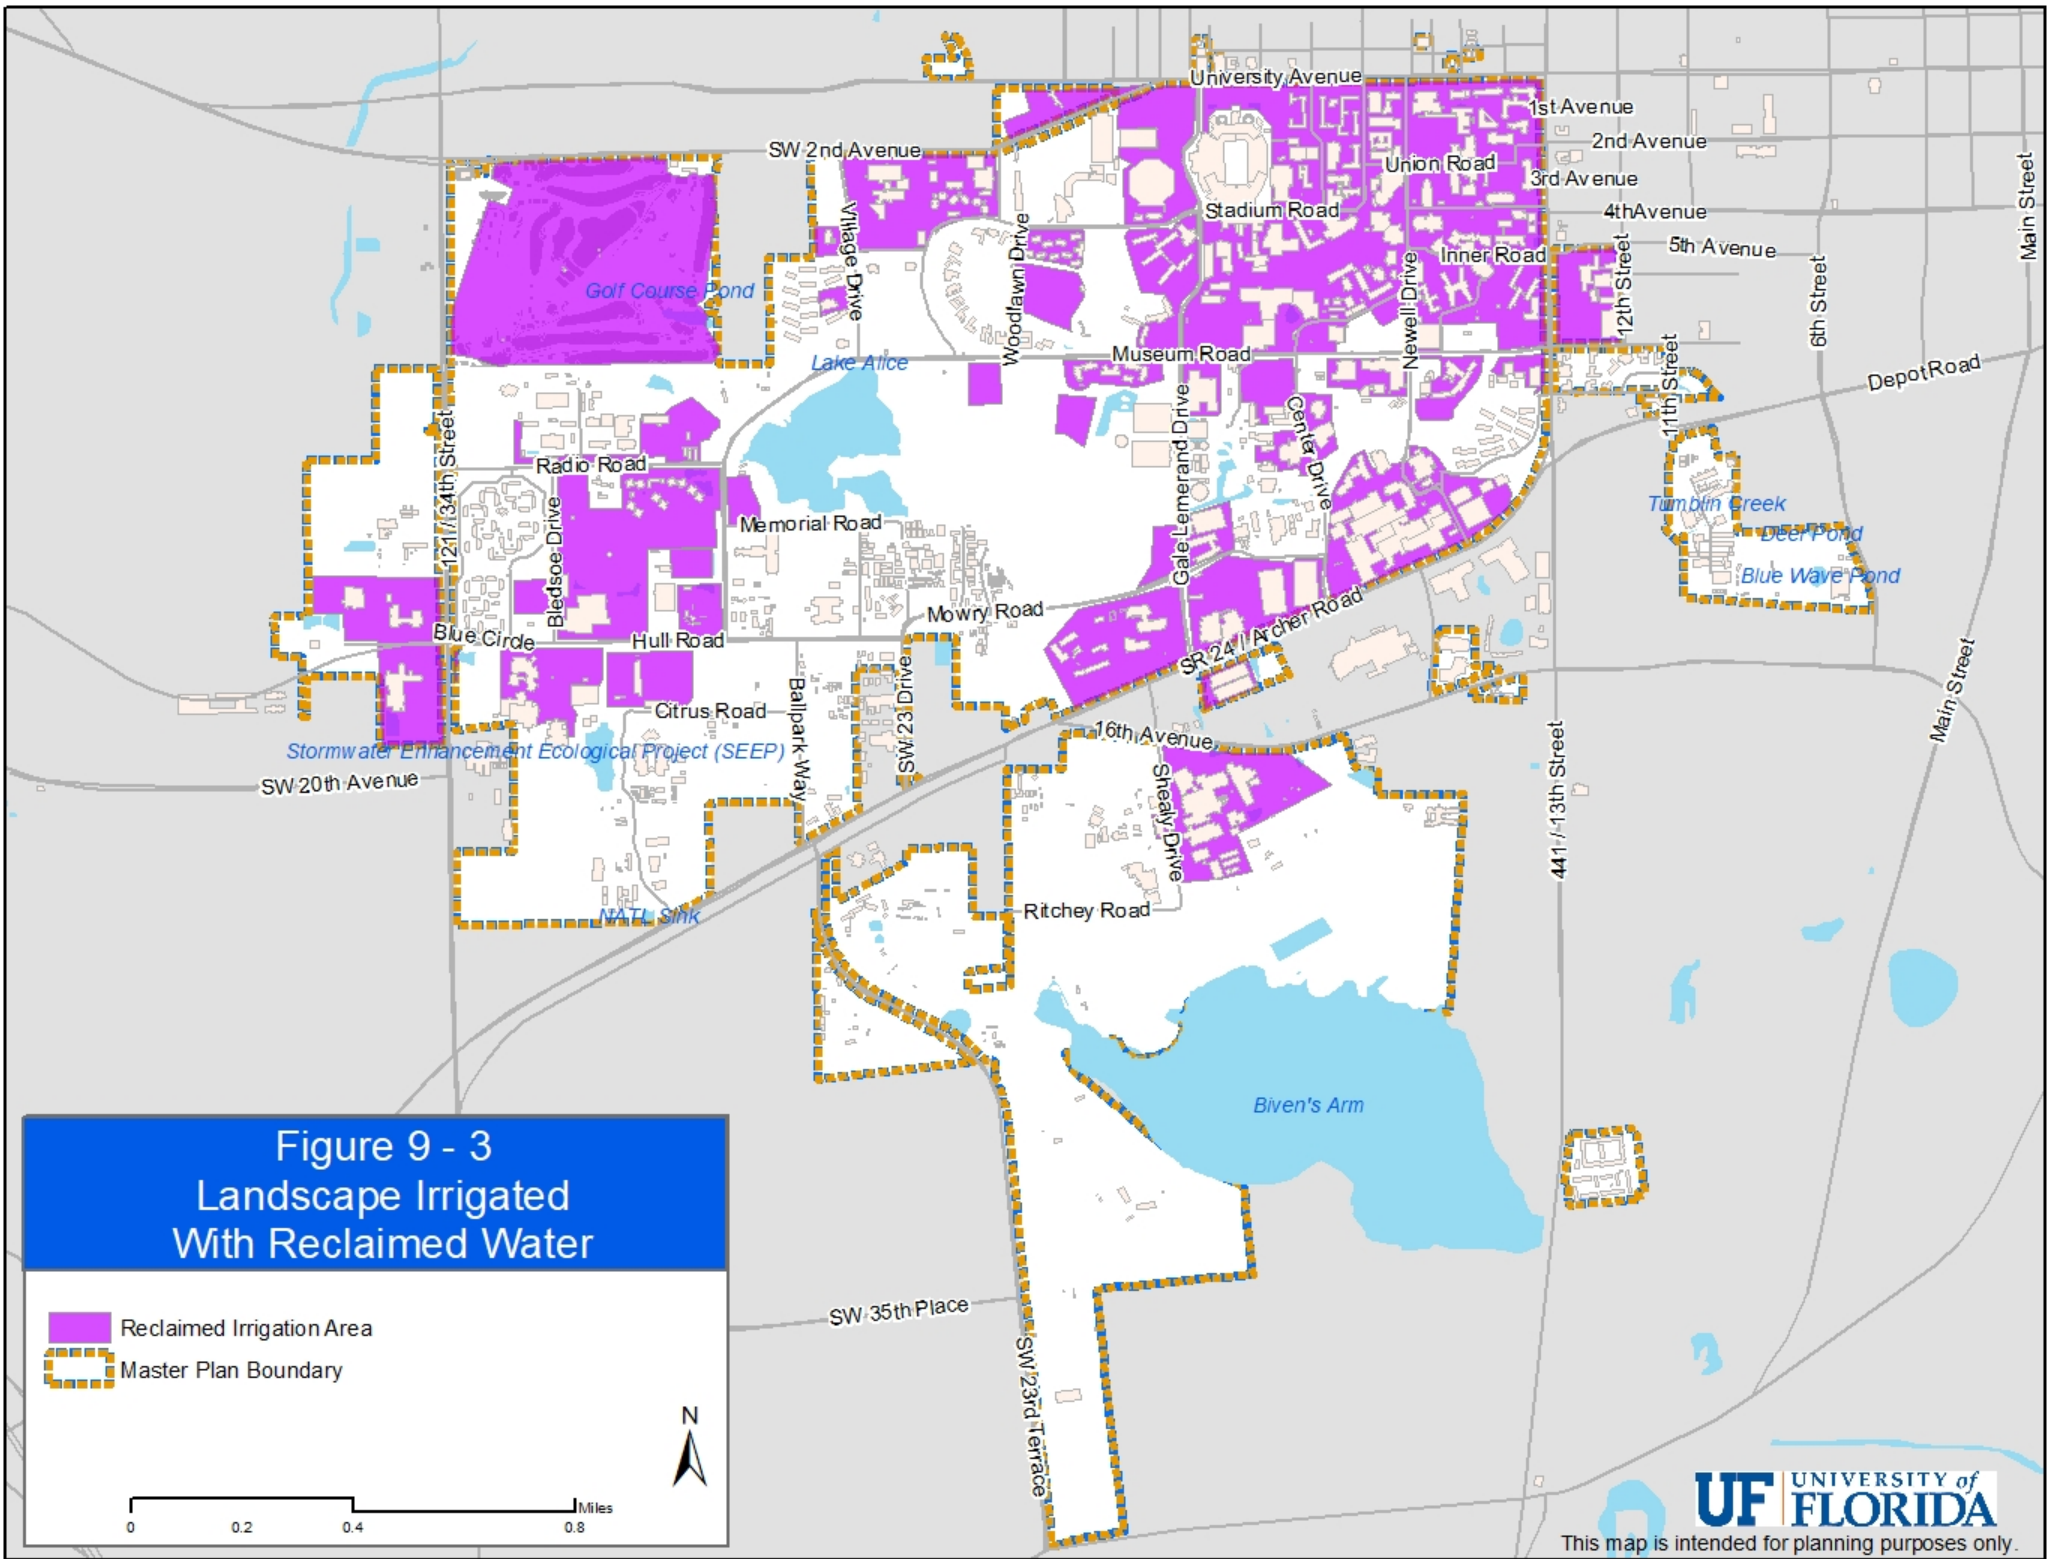 University Avenue
1st Avenue
2nd Avenue
SW 2nd Avenue
Union Road
3rd Avenue
Main Street
Stadium Road
4thAvenue
Village Drive
Woodlawn Drive
5th Avenue
Inner Road
12th Street
Newell Drive
6th Street
Golf Course Pond
Museum Road
Lake Alice
11th Street
Depot Road
121 / 34th Street
Gale Lemerand Drive
Center Drive
Radio Road
Bledsoe Drive
Memorial Road
Tumblin Creek
Deer Pond
Blue Wave Pond
Mowry Road
Blue Circle
Hull Road
SR 24 / Archer Road
Main Street
Ballpark Way
SW 23 Drive
Citrus Road
16th Avenue
Stormwater Enhancement Ecological Project (SEEP)
SW 20th Avenue
Shealy Drive
441 / 13th Street
Ritchey Road
NATL Sink
Biven's Arm
SW 35th Place
SW 23rd Terrace
Figure 9 - 3
Landscape Irrigated
With Reclaimed Water
Reclaimed Irrigation Area
Master Plan Boundary
N
Miles
0 0.2 0.4 0.8
UF UNIVERSITY of
FLORIDA
This map is intended for planning purposes only.